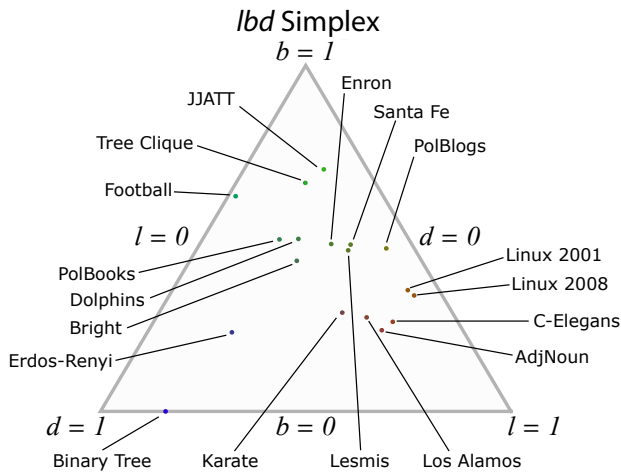 lbd Simplex
b = 1
Enron
JJATT
Santa Fe
Tree Clique
PolBlogs
Football
l = 0
d = 0
Linux 2001
PolBooks
Linux 2008
Dolphins
C-Elegans
Bright
AdjNoun
Erdos-Renyi
d = 1
b = 0
l = 1
Binary Tree
Karate
Lesmis
Los Alamos